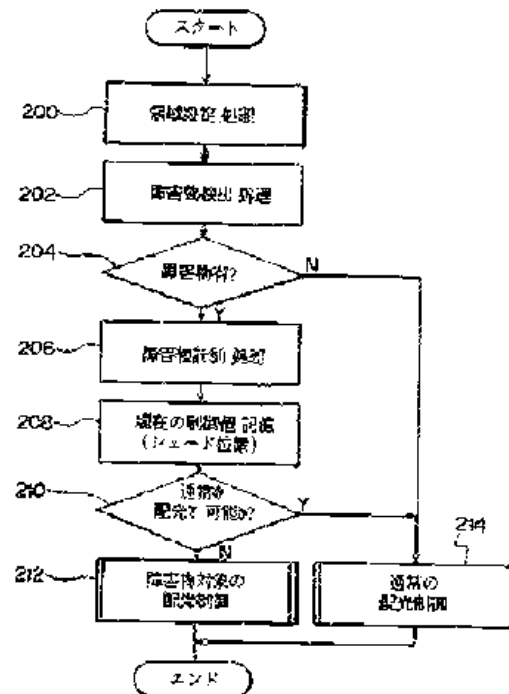 スタート
200
領域設定処理
202
障害物検出処理
204
障害物有?
N
Y
206
障害物識別処理
208
現在の制御値記憶
(シェード位置)
210
通常の
配光で可能か?
Y
N
212
障害物対象の
配光制御
214
通常の
配光制御
エンド